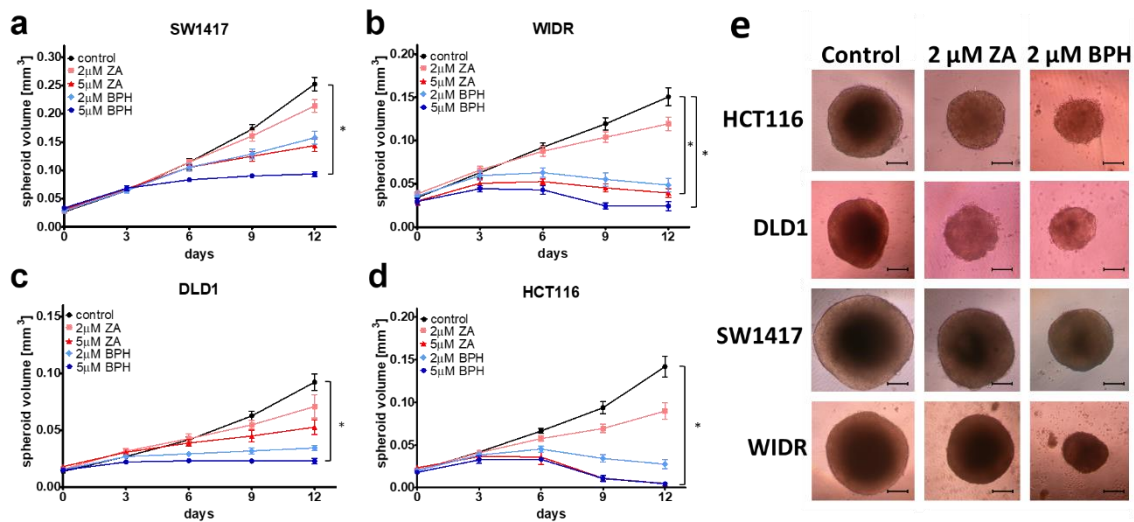 a
SW1417
spheroid volume [mm³]
0.30
0.25
0.20
0.15
0.10
0.05
0.00
control
2μM ZA
5μM ZA
2μM BPH
5μM BPH
*
0 3 6 9 12
days
b
WIDR
spheroid volume [mm³]
0.20
0.15
0.10
0.05
0.00
control
2μM ZA
5μM ZA
2μM BPH
5μM BPH
*
*
0 3 6 9 12
days
c
DLD1
spheroid volume [mm³]
0.15
0.10
0.05
0.00
control
2μM ZA
5μM ZA
2μM BPH
5μM BPH
*
0 3 6 9 12
days
d
HCT116
spheroid volume [mm³]
0.20
0.15
0.10
0.05
0.00
control
2μM ZA
5μM ZA
2μM BPH
5μM BPH
*
0 3 6 9 12
days
e
Control 2 μM ZA 2 μM BPH
HCT116
DLD1
SW1417
WIDR